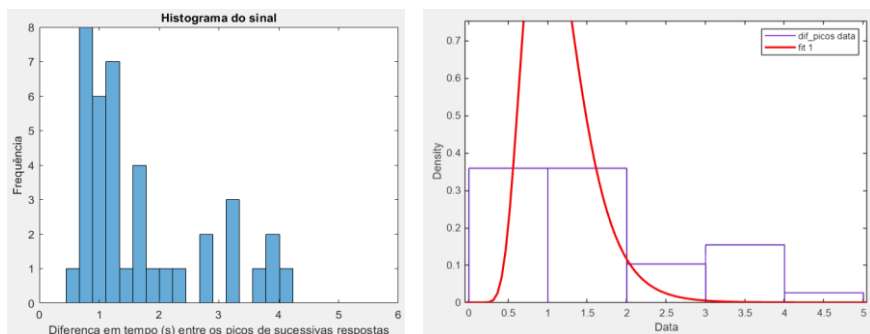 Histograma do sinal
8
7
6
5
4
3
2
1
0
Frequência
0 1 2 3 4 5 6
Diferença em tempo (s) entre os picos de sucessivas respostas
dif_picos data
fit 1
0.7
0.6
0.5
0.4
0.3
0.2
0.1
0
Density
0 0.5 1 1.5 2 2.5 3 3.5 4 4.5 5
Data